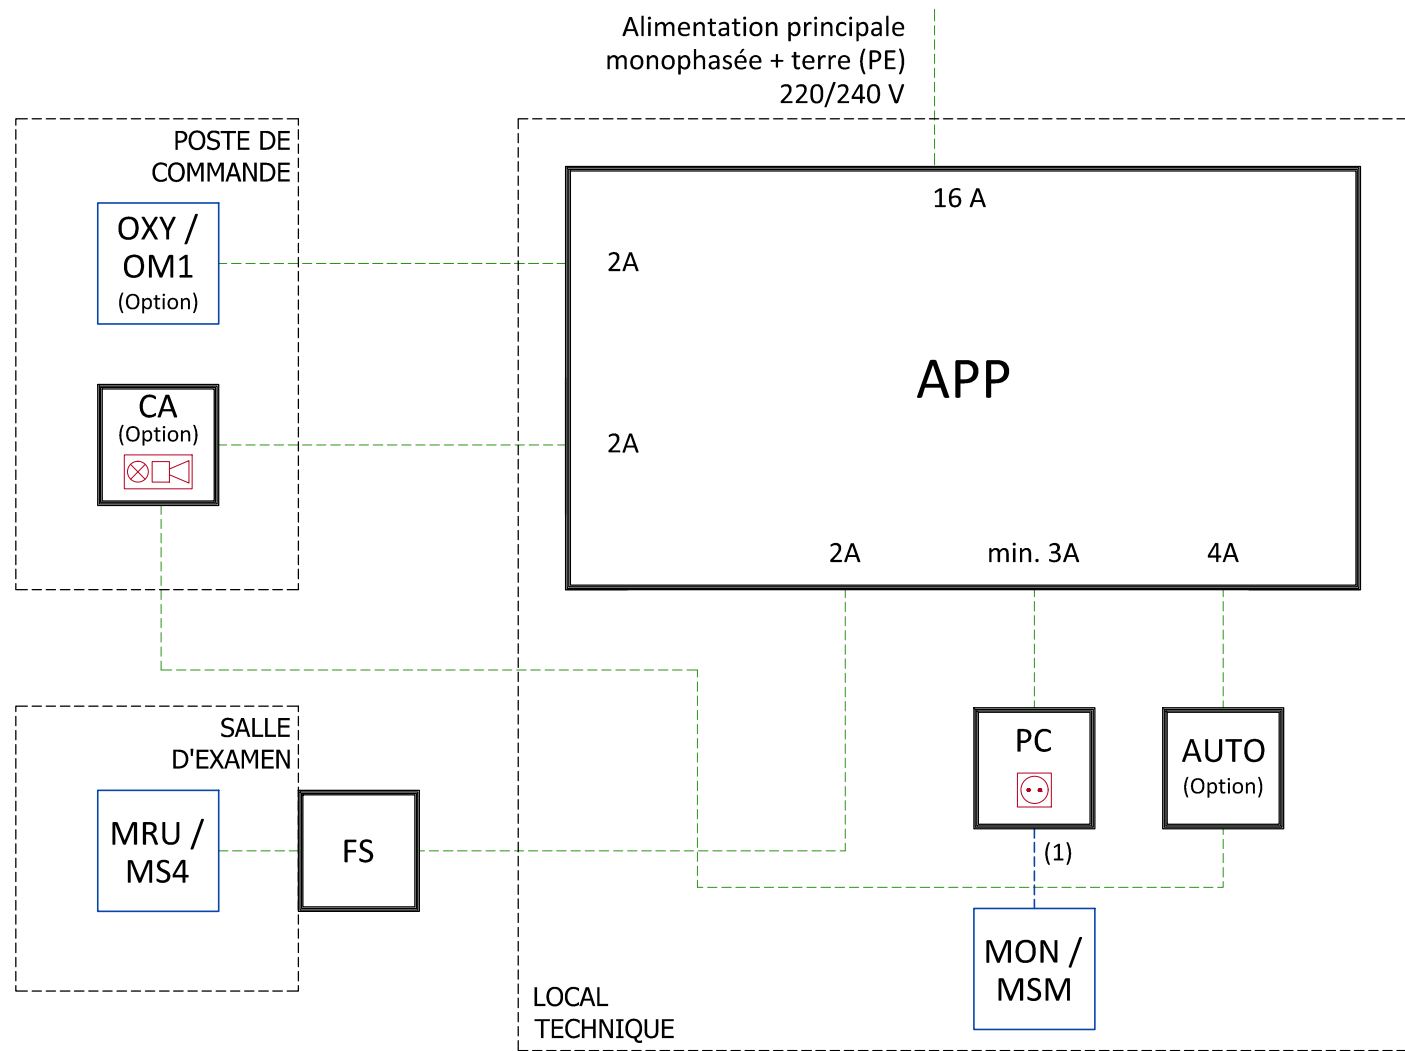 Alimentation principale
monophasée + terre (PE)
220/240 V
POSTE DE
COMMANDE
OXY /
OM1
(Option)
CA
(Option)
16 A
2A
APP
2A
2A
min. 3A
4A
SALLE
D'EXAMEN
MRU /
MS4
FS
PC
AUTO
(Option)
(1)
MON /
MSM
LOCAL
TECHNIQUE